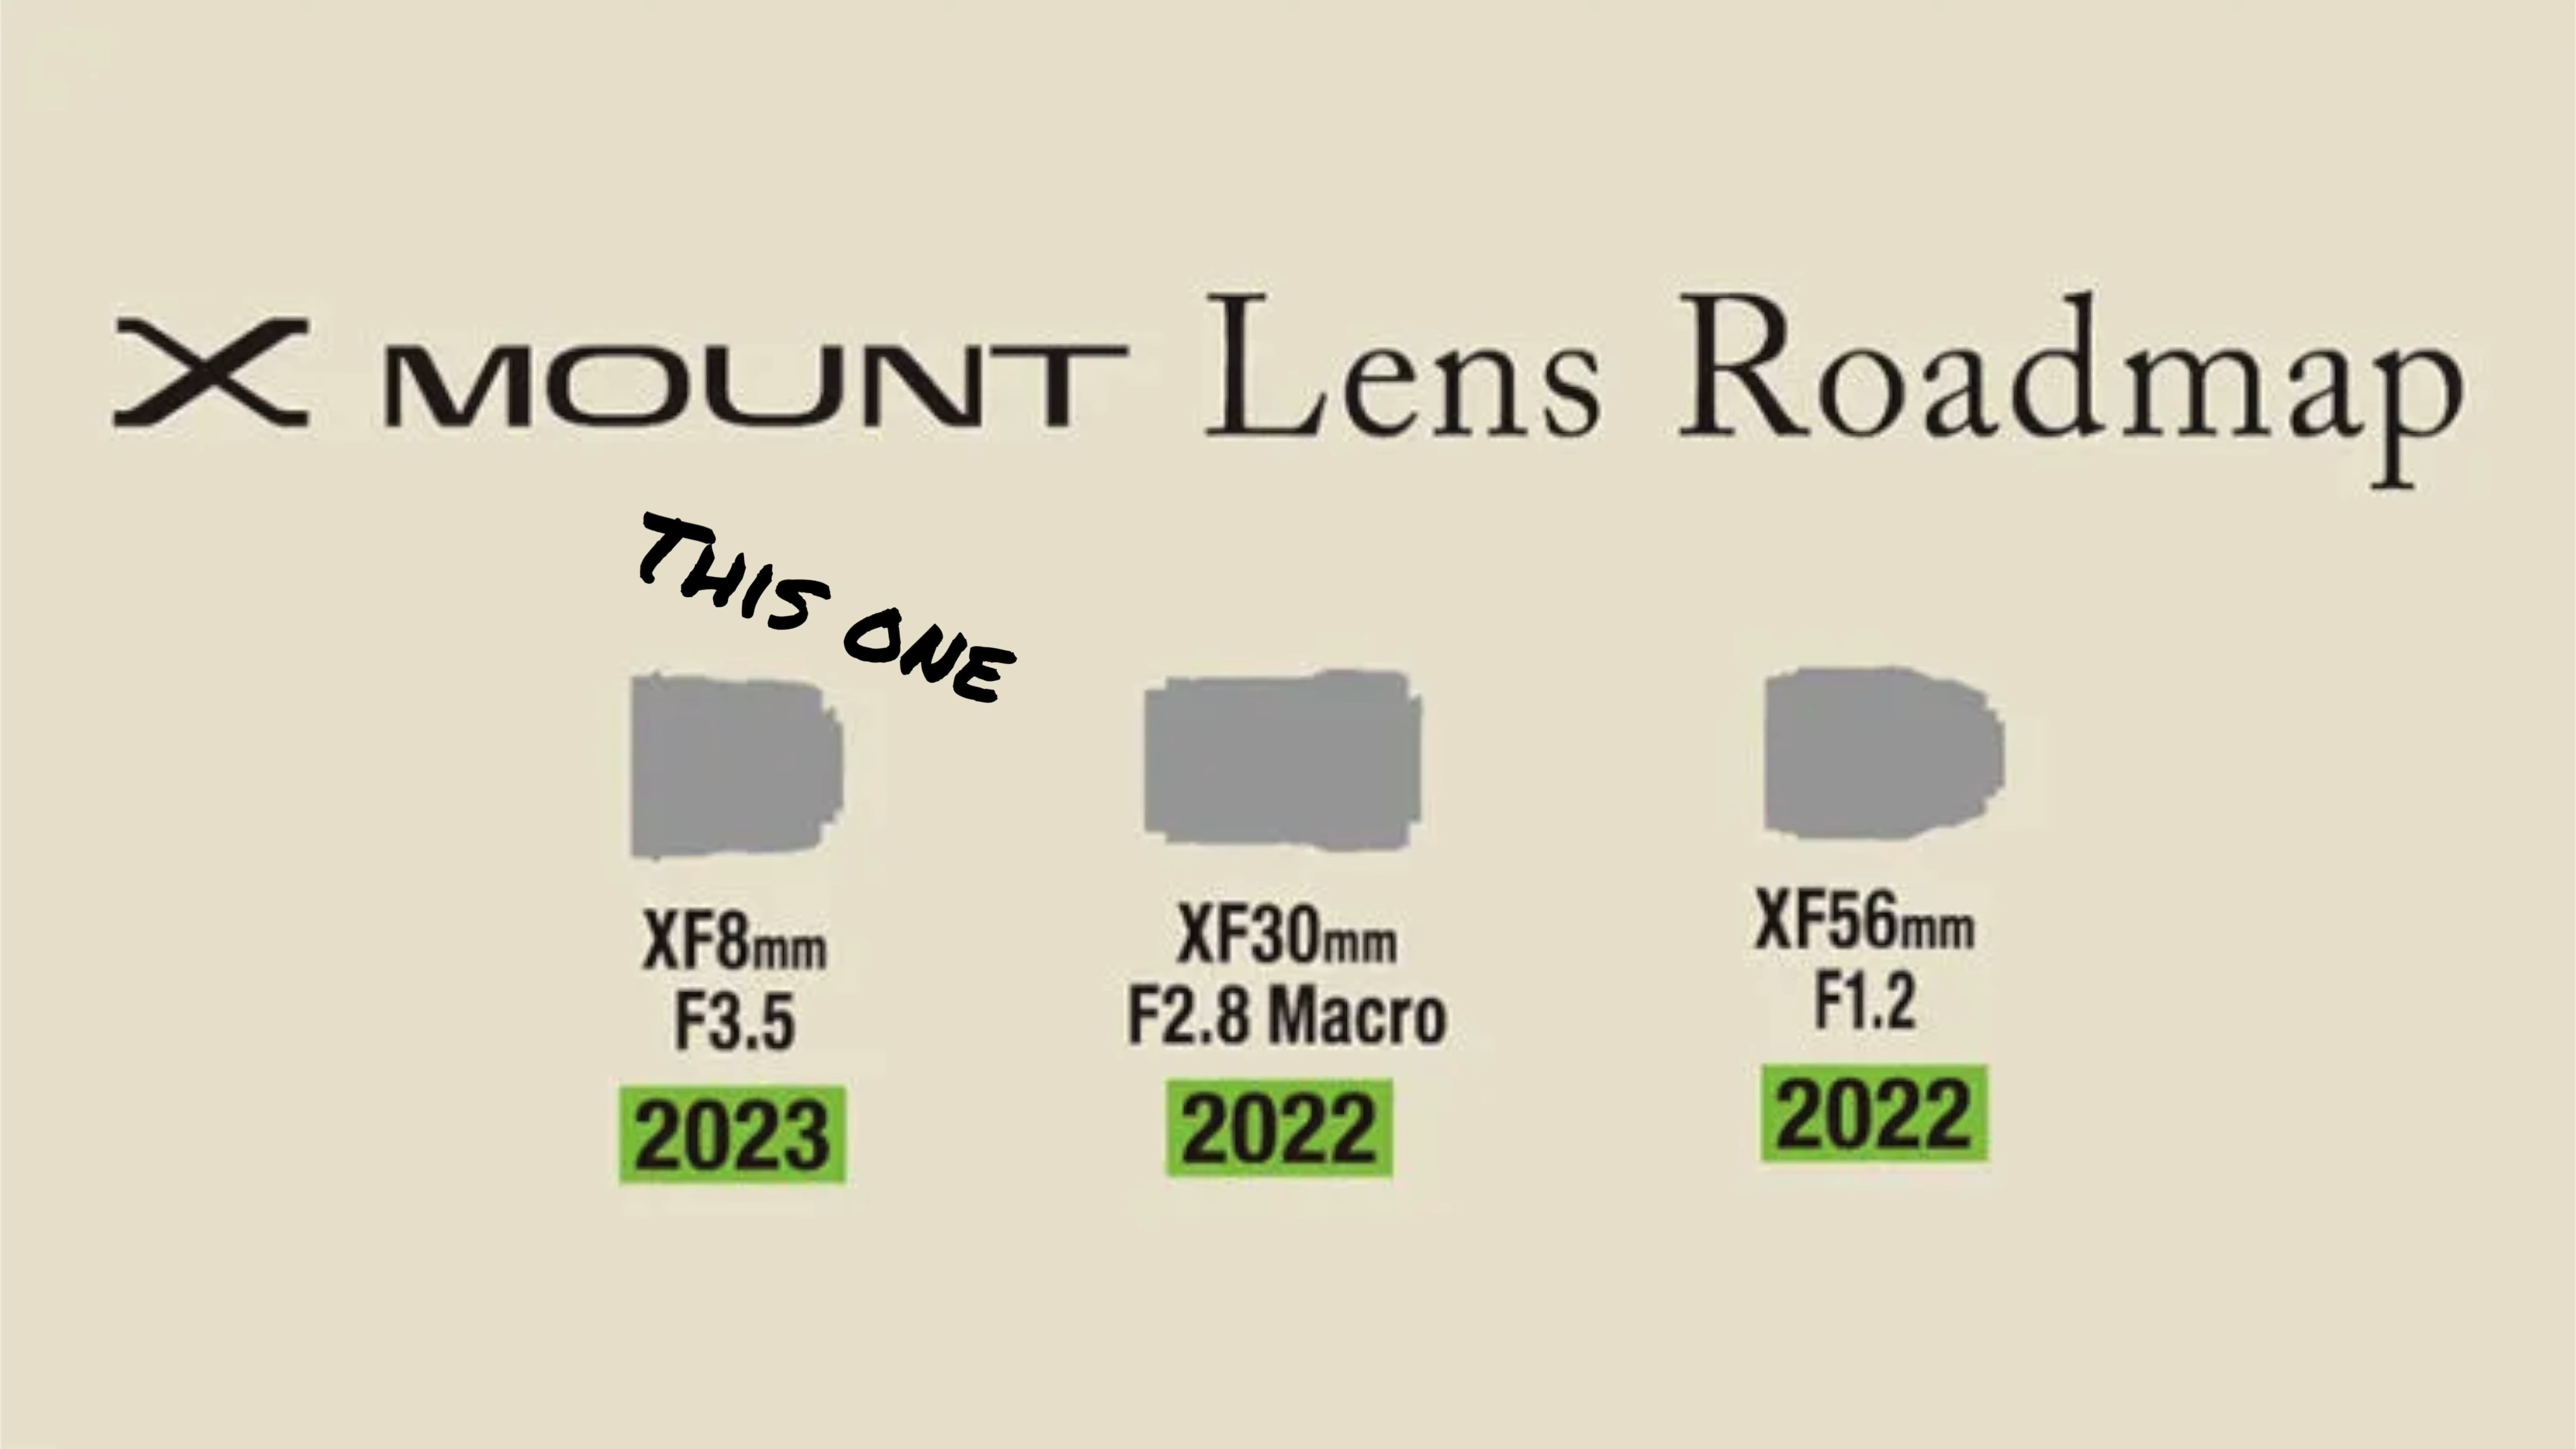 X MOUNT Lens Roadmap
THIS ONE
XF8mm
F3.5
2023
XF30mm
F2.8 Macro
2022
XF56mm
F1.2
2022